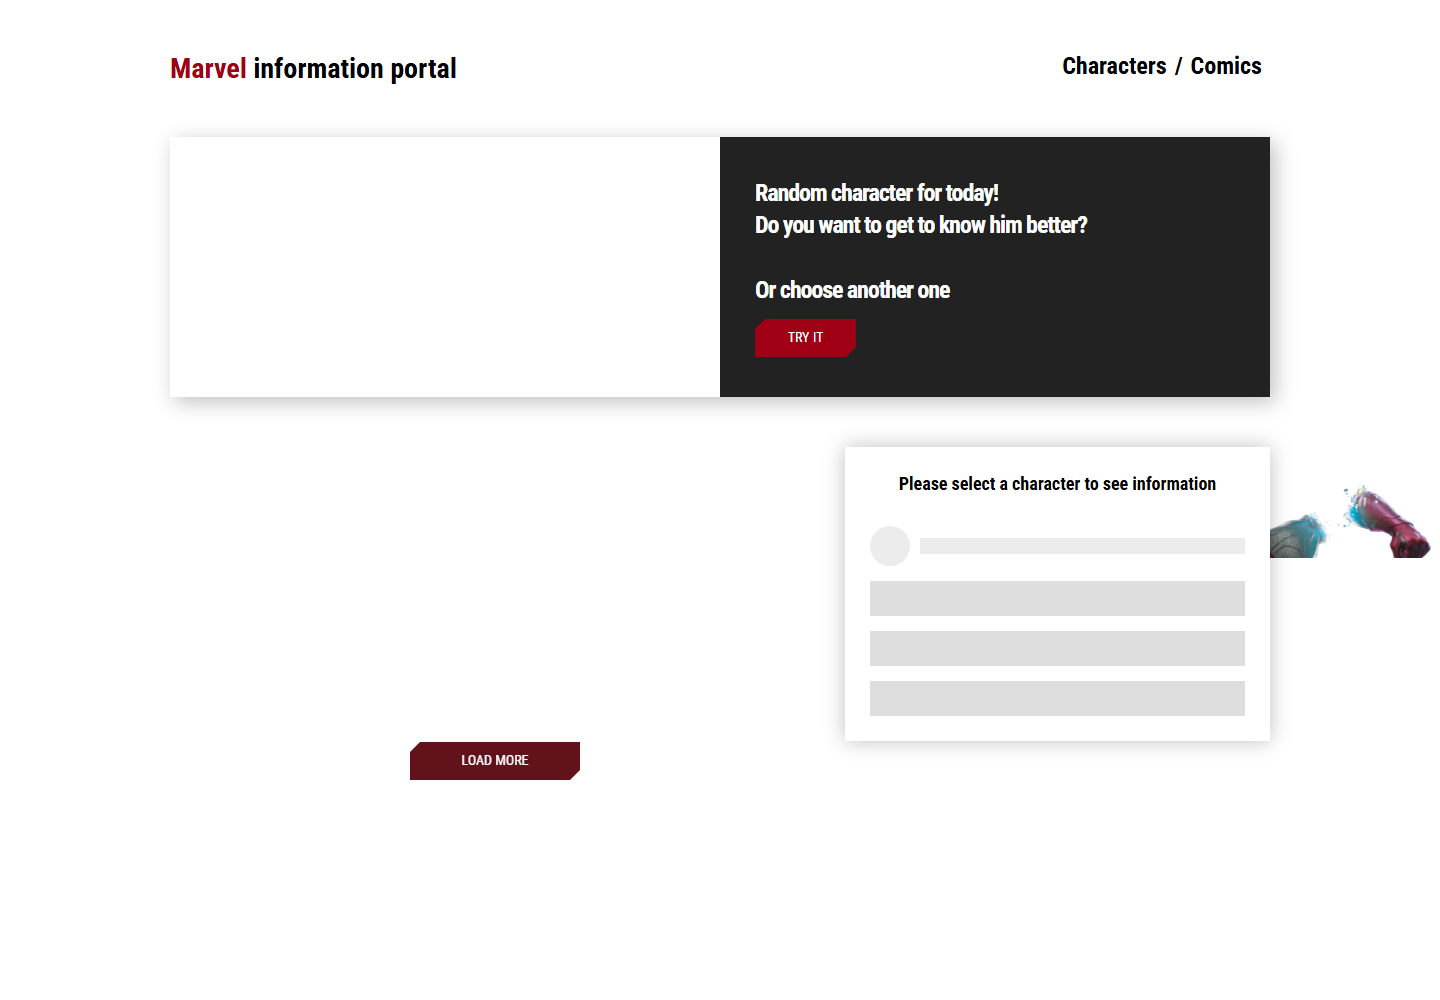 Marvel information portal
Characters / Comics
Random character for today!
Do you want to get to know him better?
Or choose another one
TRY IT
Please select a character to see information
LOAD MORE